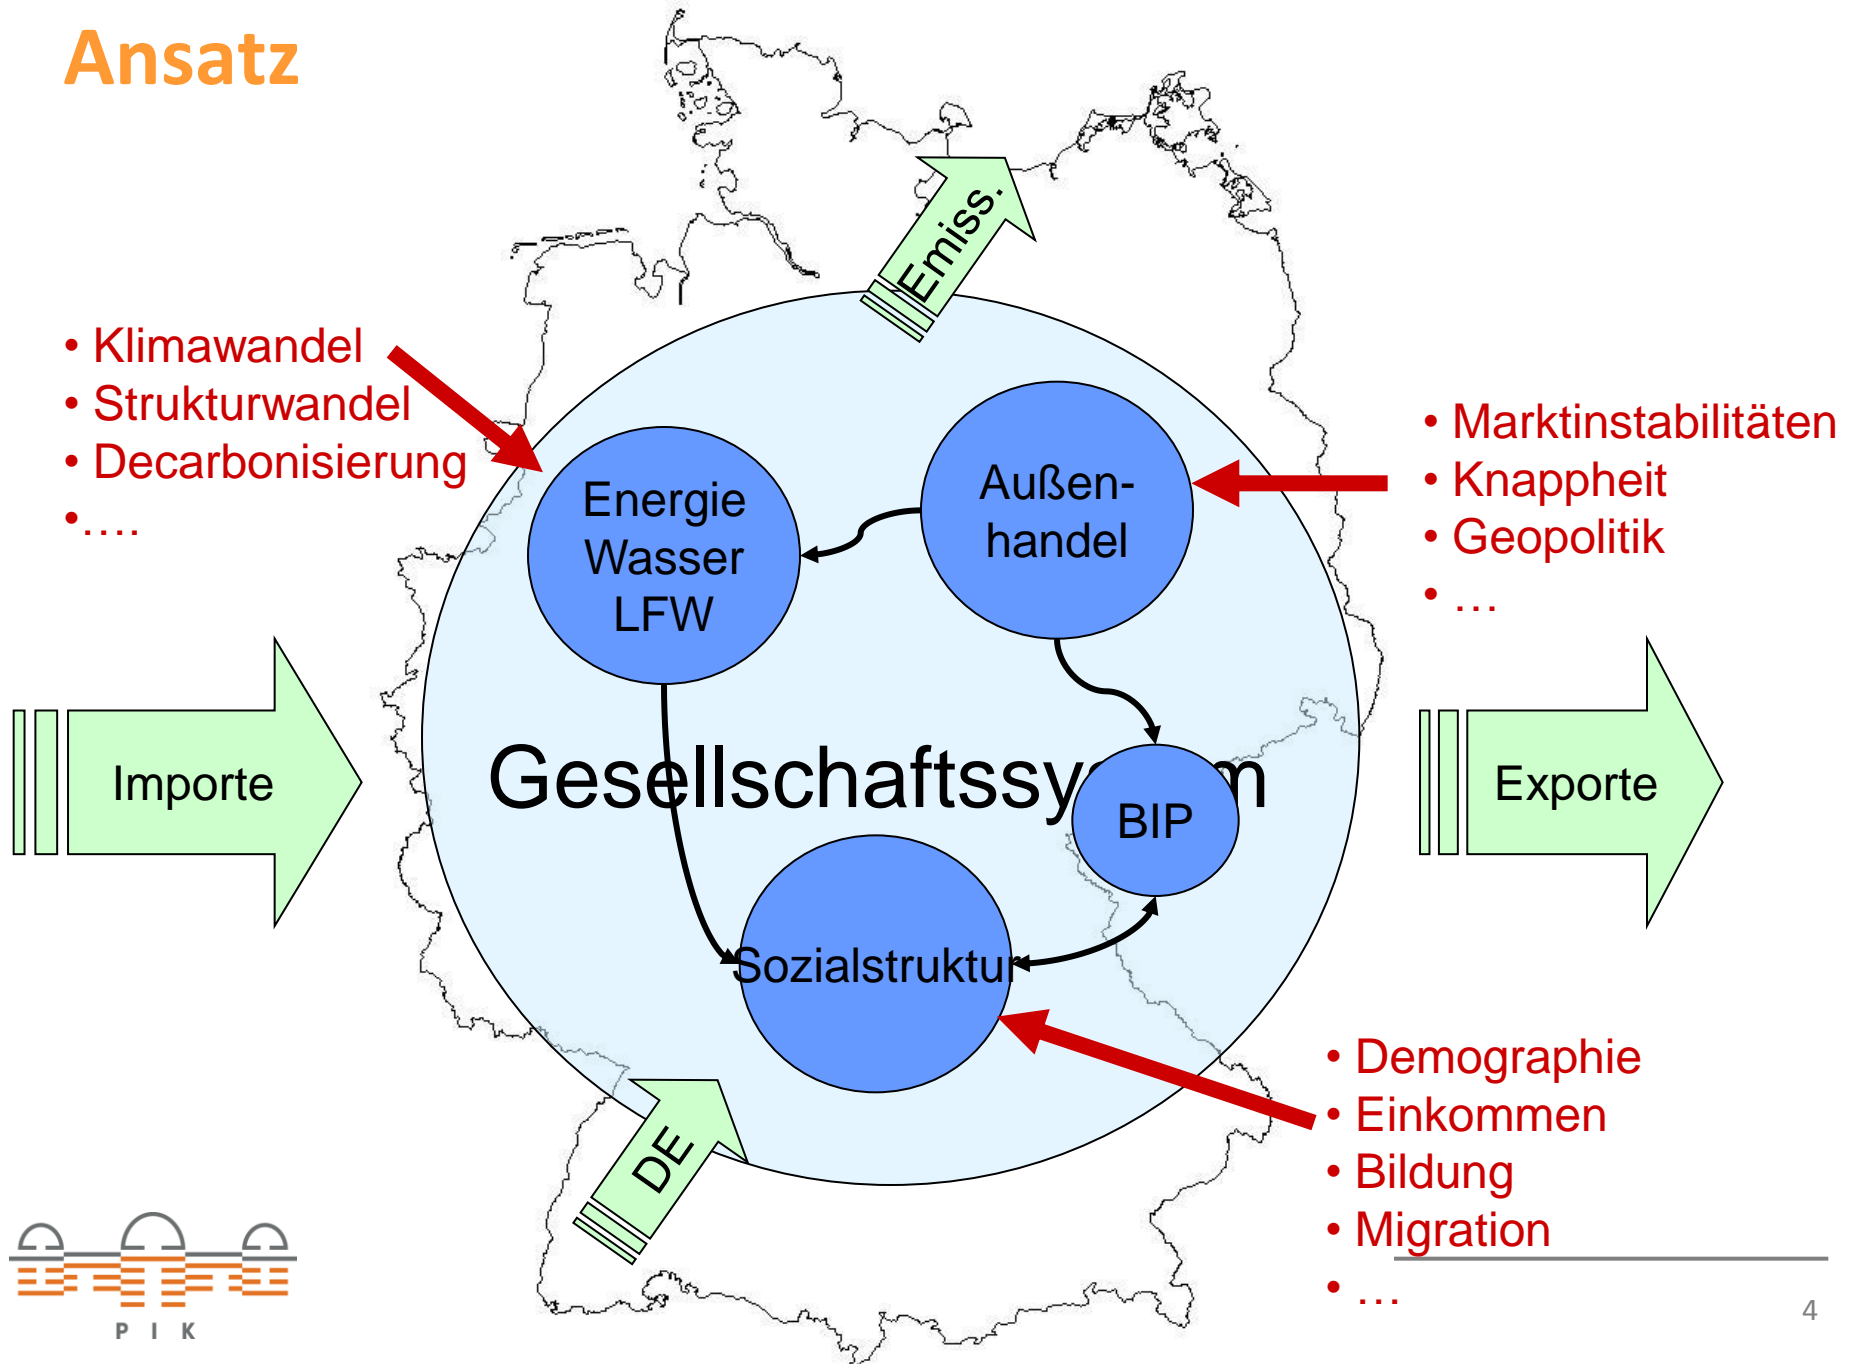 Ansatz
Emiss.
• Klimawandel
• Strukturwandel
• Decarbonisierung
•….
• Marktinstabilitäten
• Knappheit
• Geopolitik
• …
Energie
Wasser
LFW
Außen-
handel
Importe
Gesellschaftssystem
BIP
Exporte
Sozialstruktur
DE
• Demographie
• Einkommen
• Bildung
• Migration
• …
P I K
4